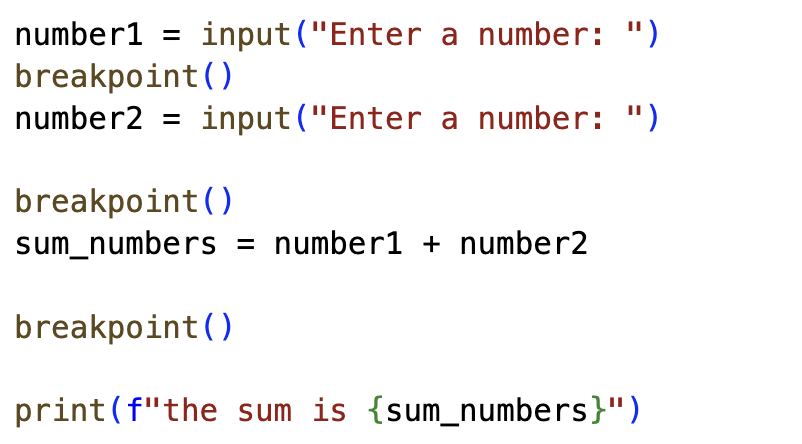 number1 = input("Enter a number: ")
breakpoint()
number2 = input("Enter a number: ")
breakpoint()
sum_numbers = number1 + number2
breakpoint()
print(f"the sum is {sum_numbers}")